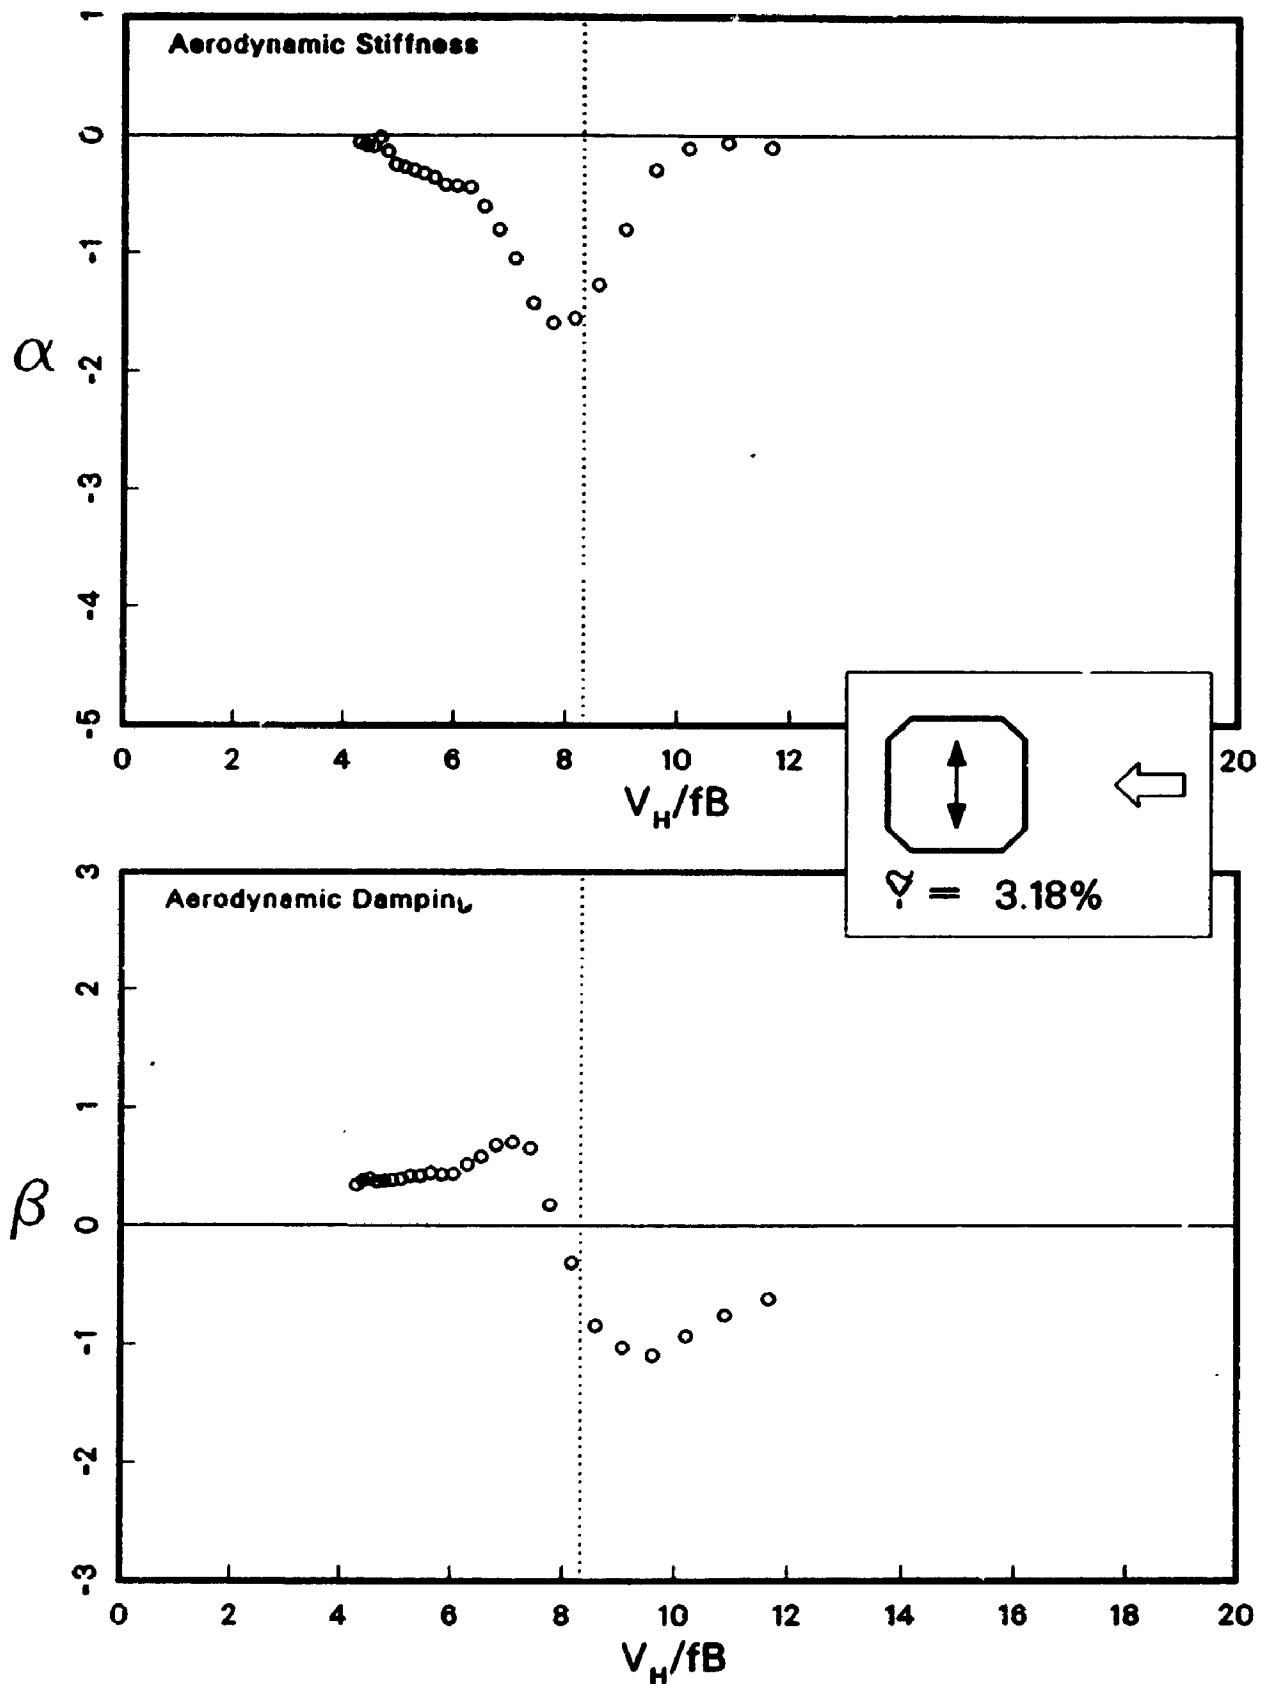 Aerodynamic Stiffness
1
0
-1
-2
-3
-4
-5
α
0 2 4 6 8 10 12 20
V_H/fB
ỹ = 3.18%
Aerodynamic Damping
3
2
1
0
-1
-2
-3
β
0 2 4 6 8 10 12 14 16 18 20
V_H/fB